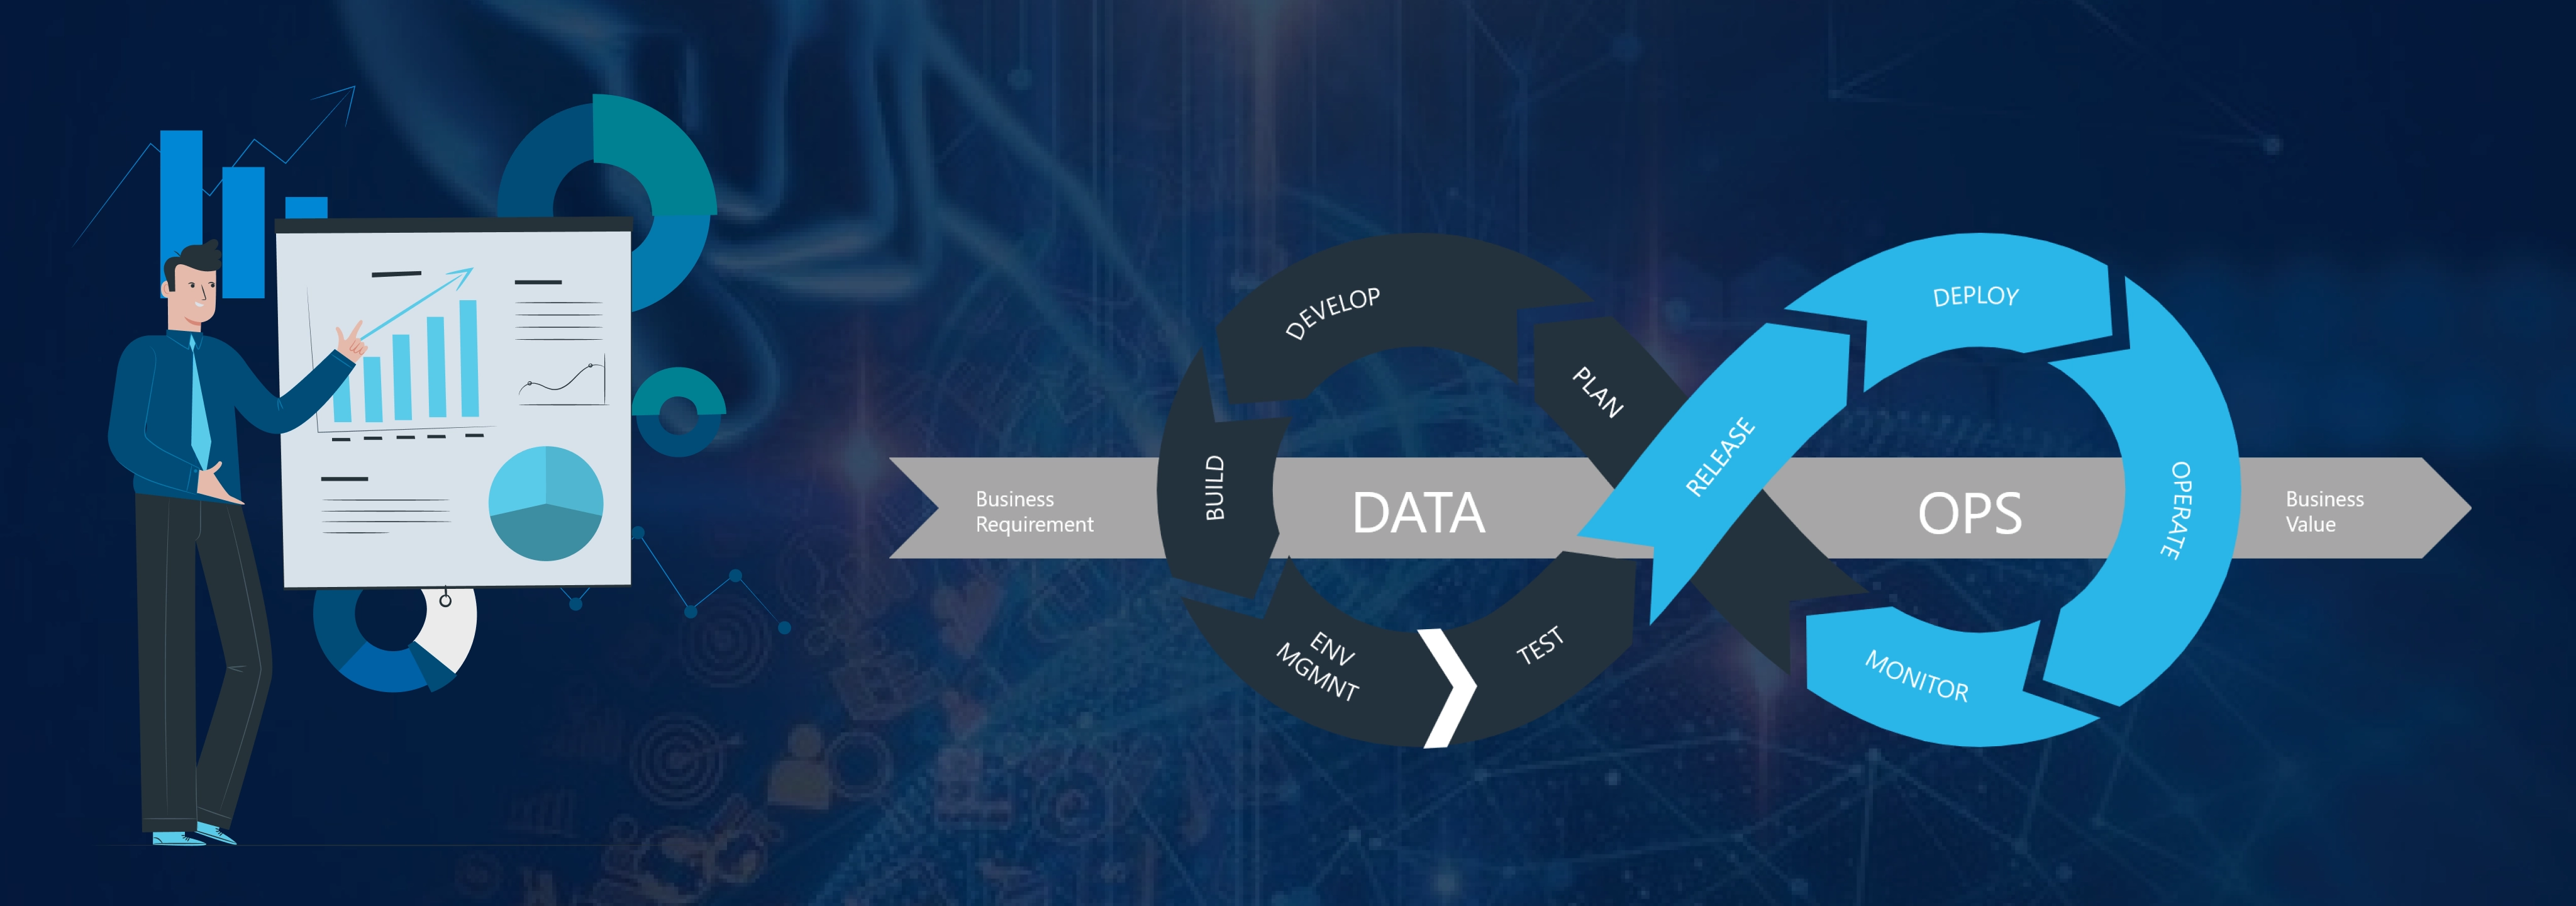 Business
Requirement
DATA
OPS
Business
Value
PLAN
DEVELOP
BUILD
ENV
MGMNT
TEST
RELEASE
DEPLOY
OPERATE
MONITOR